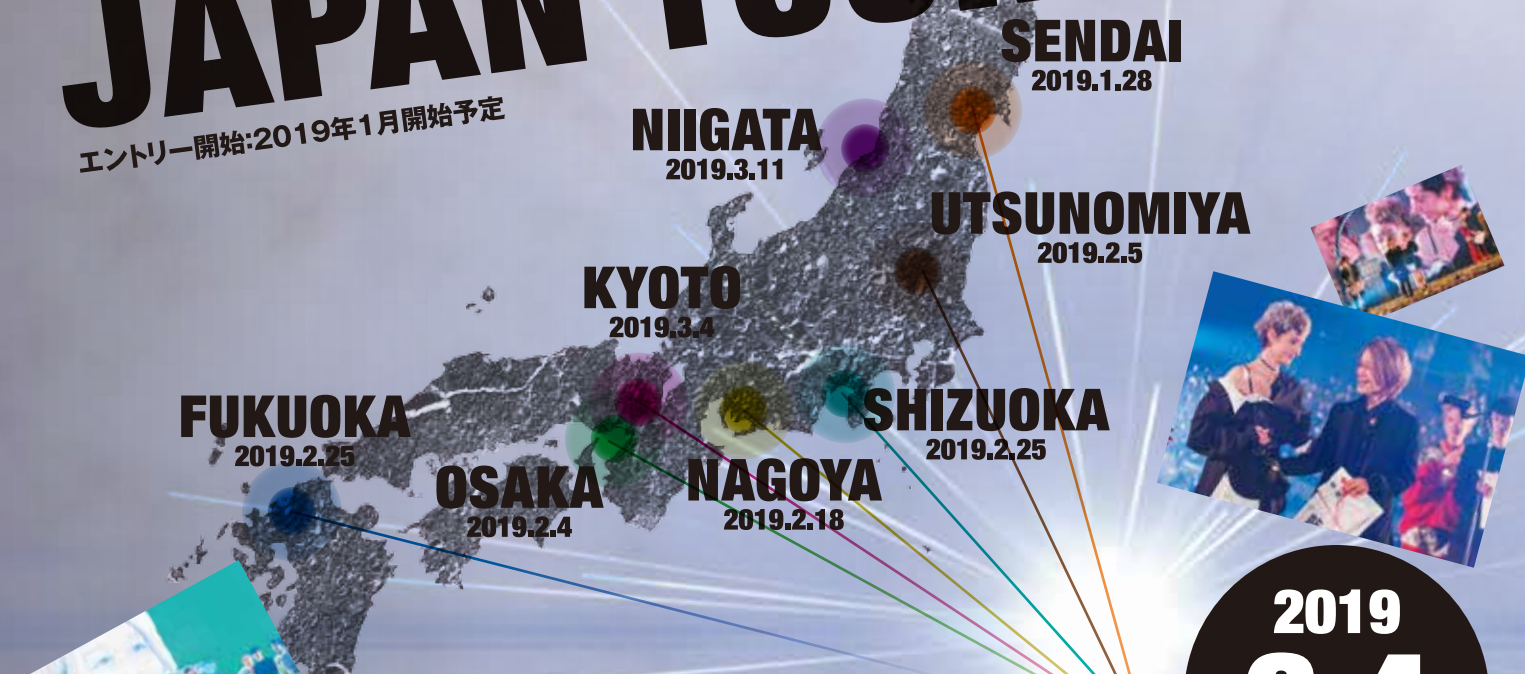 JAPAN TOUR
エントリー開始:2019年1月開始予定
SENDAI
2019.1.28
NIIGATA
2019.3.11
UTSUNOMIYA
2019.2.5
KYOTO
2019.3.4
FUKUOKA
2019.2.25
SHIZUOKA
2019.2.25
OSAKA
2019.2.4
NAGOYA
2019.2.18
2019